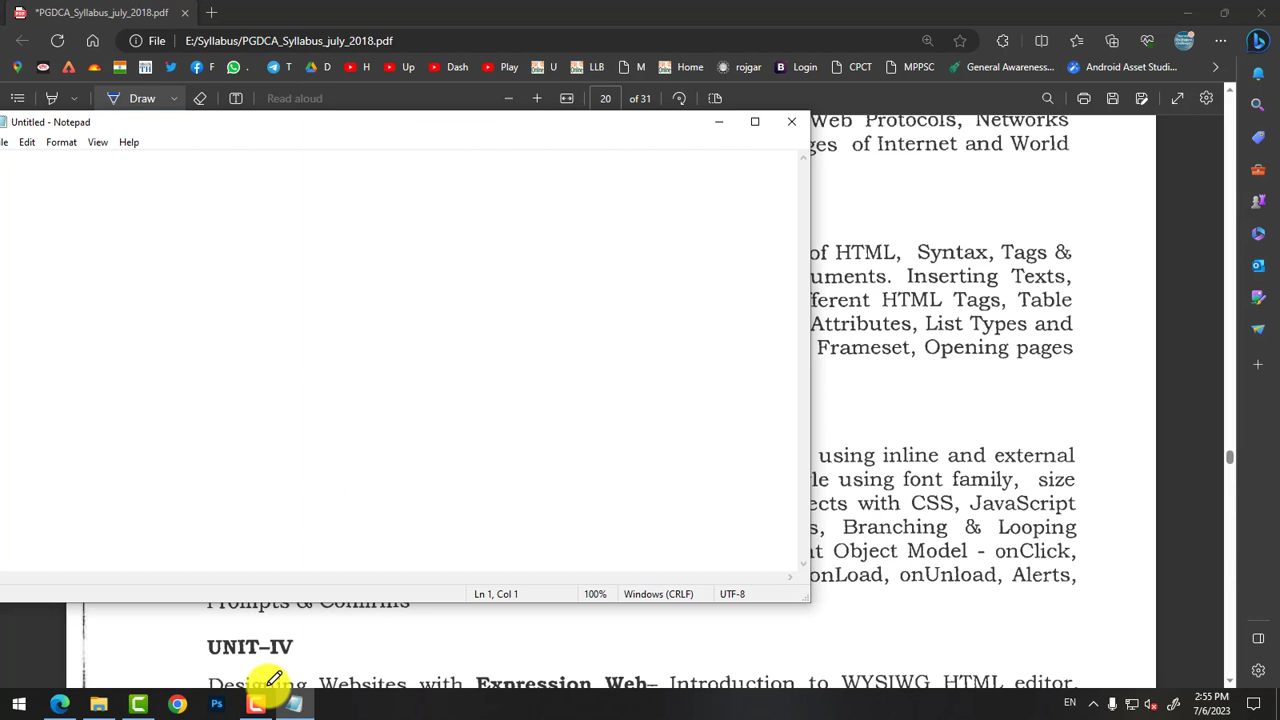 *PGDCA_Syllabus_july_2018.pdf
File E:/Syllabus/PGDCA_Syllabus_july_2018.pdf
F T D H Up Dash Play U LLB M Home rojgar Login CPCT MPPSC General Awareness... Android Asset Studi...
Draw Read aloud 20 of 31
Untitled - Notepad
Edit Format View Help
Web Protocols, Networks
ges of Internet and World
of HTML, Syntax, Tags &
uments. Inserting Texts,
fferent HTML Tags, Table
Attributes, List Types and
Frameset, Opening pages
using inline and external
le using font family, size
ects with CSS, JavaScript
s, Branching & Looping
nt Object Model - onClick,
onLoad, onUnload, Alerts,
Prompts & Confirms
Ln 1, Col 1 100% Windows (CRLF) UTF-8
UNIT–IV
Designing Websites with Expression Web– Introduction to WYSIWG HTML editor,
EN 2:55 PM
7/6/2023